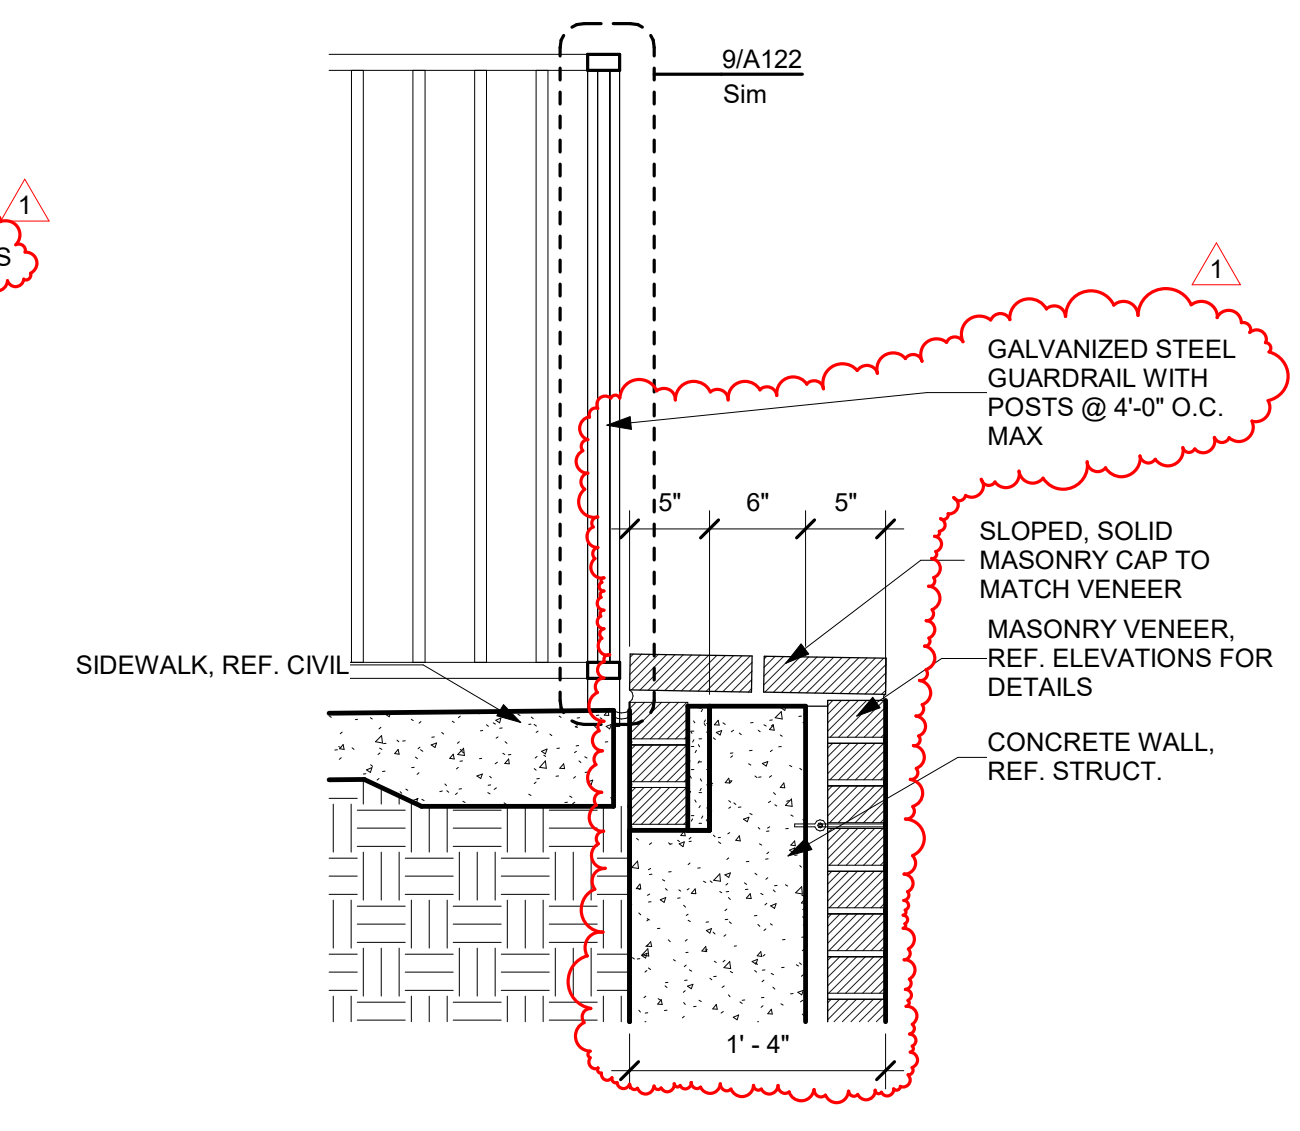 9/A122
Sim
1
S
1
GALVANIZED STEEL
GUARDRAIL WITH
POSTS @ 4'-0" O.C.
MAX
5"
6"
5"
SLOPED, SOLID
MASONRY CAP TO
MATCH VENEER
MASONRY VENEER,
REF. ELEVATIONS FOR
DETAILS
SIDEWALK, REF. CIVIL
CONCRETE WALL,
REF. STRUCT.
1' - 4"